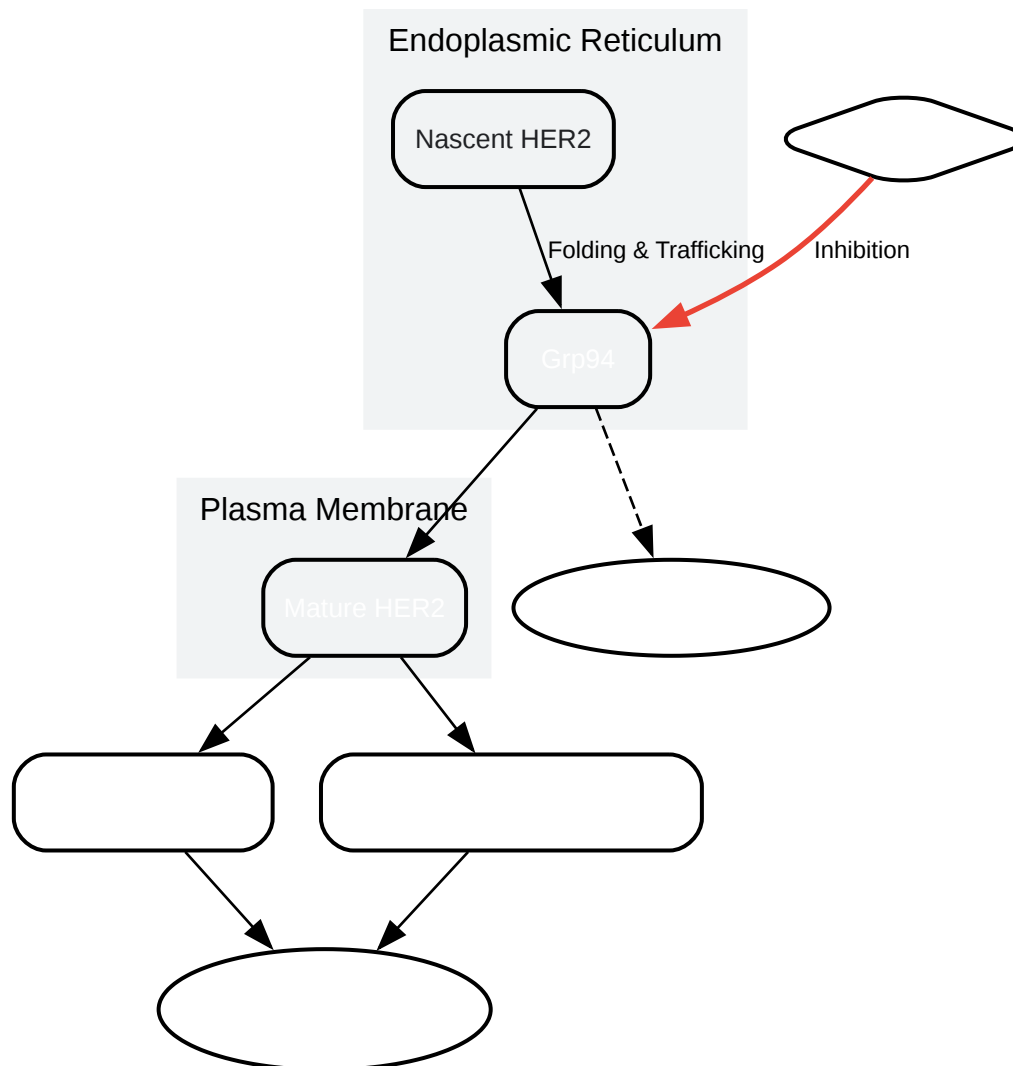 Endoplasmic Reticulum
Nascent HER2
Folding & Trafficking
Inhibition
Grp94
Plasma Membrane
Mature HER2